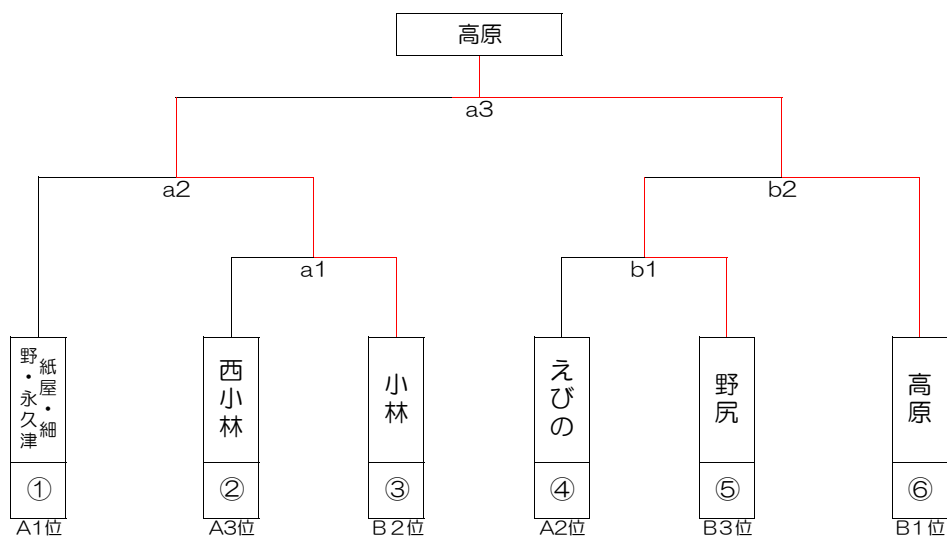 高原
a3
a2
b2
a1
b1
紙屋・細
野・永久津
西小林
小林
えびの
野尻
高原
①
②
③
④
⑤
⑥
A1位
A3位
B2位
A2位
B3位
B1位